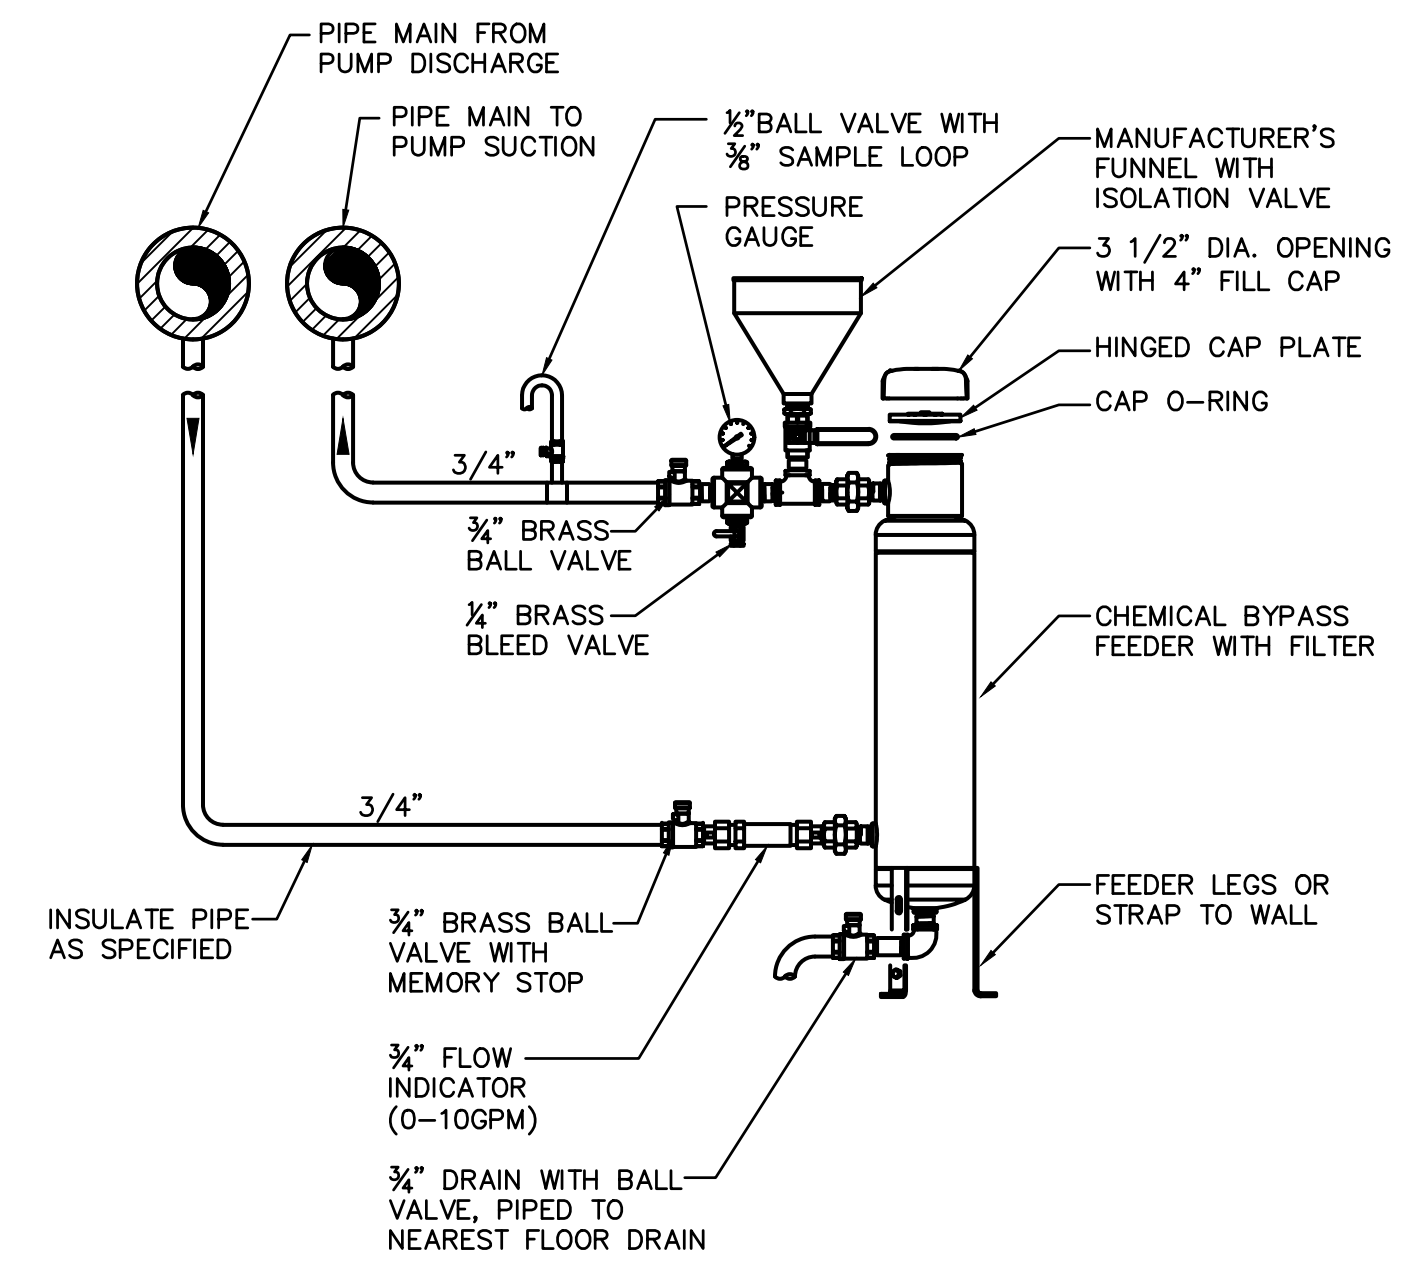 PIPE MAIN FROM
PUMP DISCHARGE
PIPE MAIN TO
PUMP SUCTION
½"BALL VALVE WITH
⅜" SAMPLE LOOP
PRESSURE
GAUGE
MANUFACTURER'S
FUNNEL WITH
ISOLATION VALVE
3 1/2" DIA. OPENING
WITH 4" FILL CAP
HINGED CAP PLATE
CAP O-RING
3/4"
¾" BRASS
BALL VALVE
¼" BRASS
BLEED VALVE
CHEMICAL BYPASS
FEEDER WITH FILTER
3/4"
INSULATE PIPE
AS SPECIFIED
¾" BRASS BALL
VALVE WITH
MEMORY STOP
FEEDER LEGS OR
STRAP TO WALL
¾" FLOW
INDICATOR
(0-10GPM)
¾" DRAIN WITH BALL
VALVE, PIPED TO
NEAREST FLOOR DRAIN